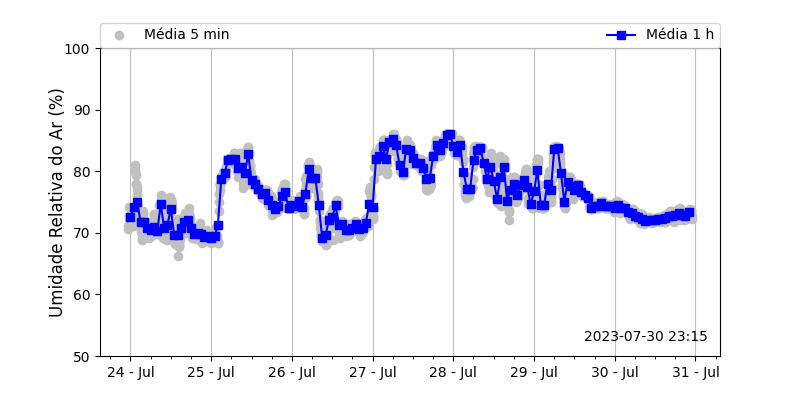 Média 5 min
Média 1 h
100
90
80
70
60
50
Umidade Relativa do Ar (%)
2023-07-30 23:15
24 - Jul
25 - Jul
26 - Jul
27 - Jul
28 - Jul
29 - Jul
30 - Jul
31 - Jul